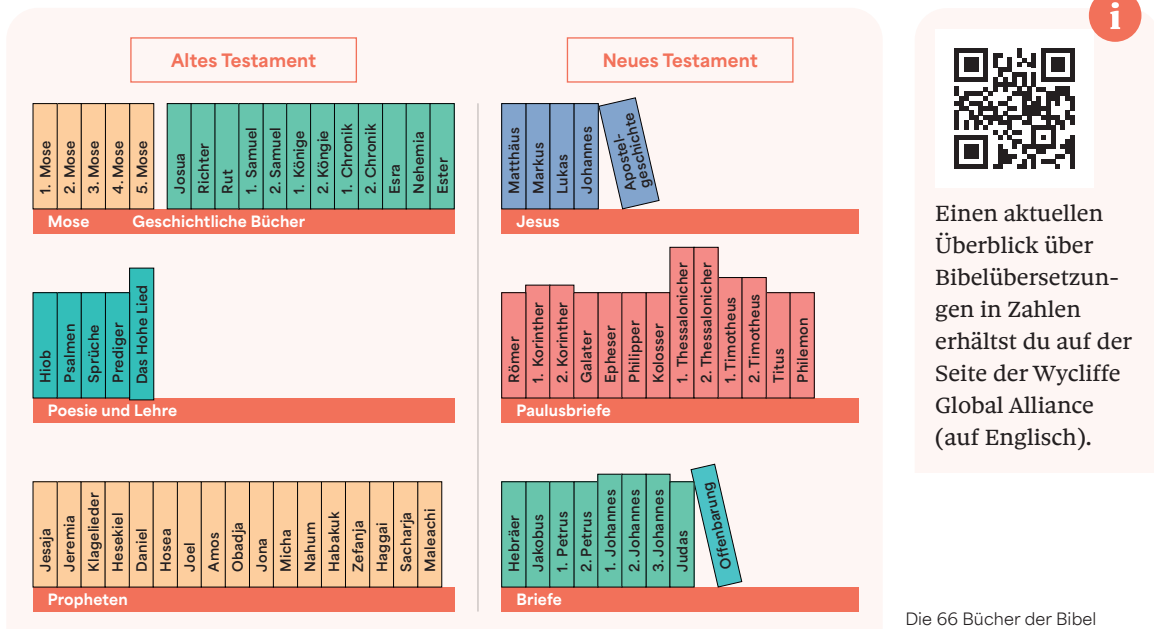 Altes Testament
1. Mose
2. Mose
3. Mose
4. Mose
5. Mose
Josua
Richter
Rut
1. Samuel
2. Samuel
1. Könige
2. Köngie
1. Chronik
2. Chronik
Esra
Nehemia
Ester
Mose
Geschichtliche Bücher
Hiob
Psalmen
Sprüche
Prediger
Das Hohe Lied
Poesie und Lehre
Jesaja
Jeremia
Klagelieder
Hesekiel
Daniel
Hosea
Joel
Amos
Obadja
Jona
Micha
Nahum
Habakuk
Zefanja
Haggai
Sacharja
Maleachi
Propheten
Neues Testament
Matthäus
Markus
Lukas
Johannes
Apostel-
geschichte
Jesus
Römer
1. Korinther
2. Korinther
Galater
Epheser
Philipper
Kolosser
1. Thessalonicher
2. Thessalonicher
1. Timotheus
2. Timotheus
Titus
Philemon
Paulusbriefe
Hebräer
Jakobus
1. Petrus
2. Petrus
1. Johannes
2. Johannes
3. Johannes
Judas
Offenbarung
Briefe
i
Einen aktuellen
Überblick über
Bibelübersetzun-
gen in Zahlen
erhältst du auf der
Seite der Wycliffe
Global Alliance
(auf Englisch).
Die 66 Bücher der Bibel